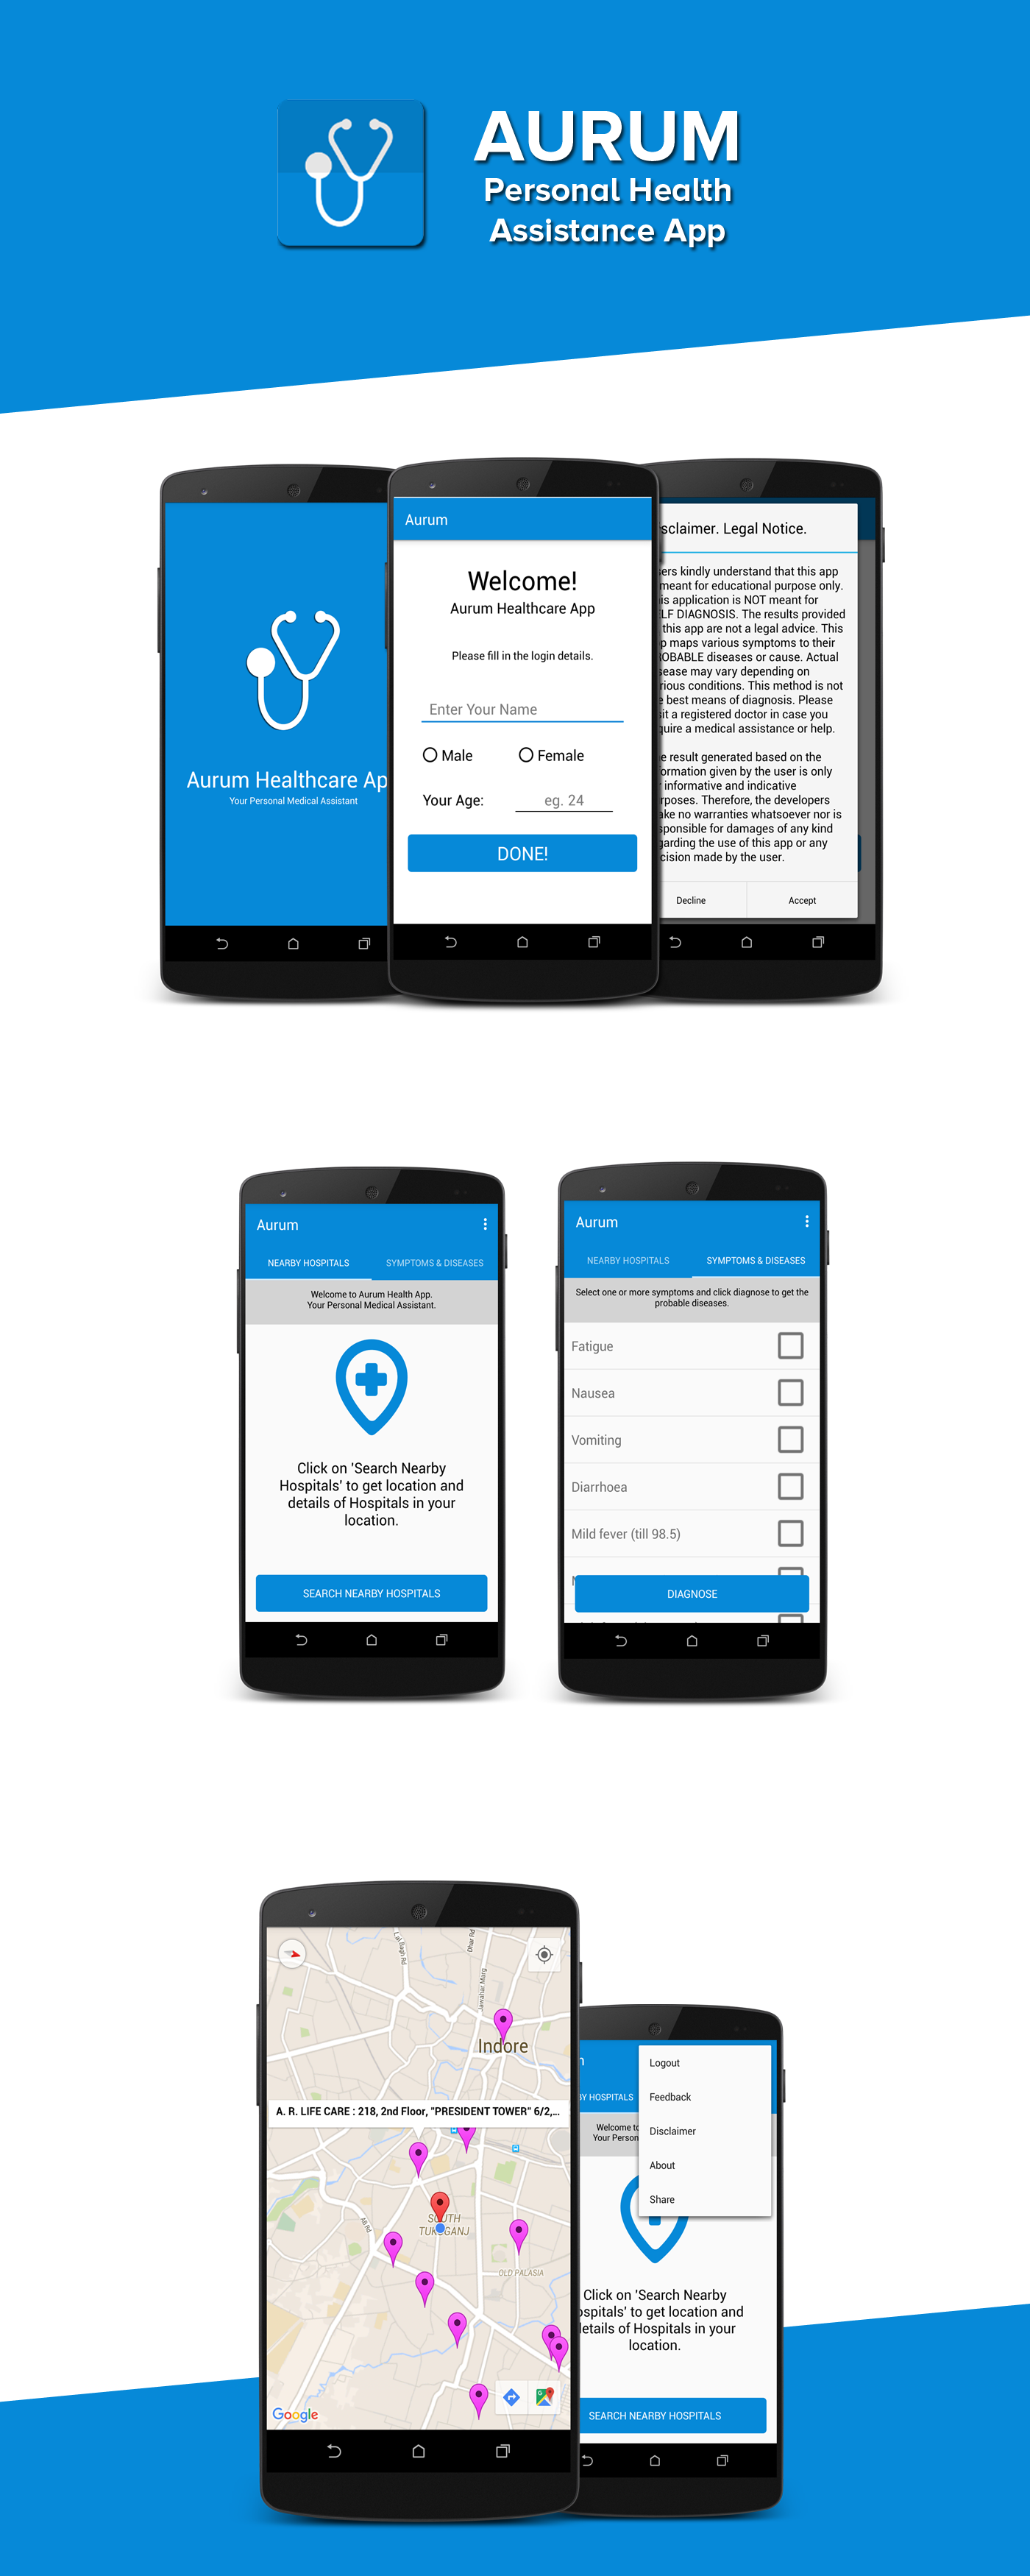 AURUM
Personal Health
Assistance App
Aurum Healthcare Ap
Your Personal Medical Assistant
Aurum
Welcome!
Aurum Healthcare App
Please fill in the login details.
Enter Your Name
Male Female
Your Age: eg. 24
DONE!
sclaimer. Legal Notice.
ers kindly understand that this app
meant for educational purpose only.
is application is NOT meant for
LF DIAGNOSIS. The results provided
this app are not a legal advice. This
p maps various symptoms to their
OBABLE diseases or cause. Actual
sease may vary depending on
rious conditions. This method is not
e best means of diagnosis. Please
sit a registered doctor in case you
quire a medical assistance or help.
e result generated based on the
ormation given by the user is only
r informative and indicative
rposes. Therefore, the developers
ake no warranties whatsoever nor is
sponsible for damages of any kind
garding the use of this app or any
cision made by the user.
Decline Accept
Aurum
NEARBY HOSPITALS SYMPTOMS & DISEASES
Welcome to Aurum Health App.
Your Personal Medical Assistant.
Click on 'Search Nearby
Hospitals' to get location and
details of Hospitals in your
location.
SEARCH NEARBY HOSPITALS
Aurum
NEARBY HOSPITALS SYMPTOMS & DISEASES
Select one or more symptoms and click diagnose to get the
probable diseases.
Fatigue
Nausea
Vomiting
Diarrhoea
Mild fever (till 98.5)
DIAGNOSE
Lal Bagh Rd
Dhar Rd
Jawahar Marg
Indore
A. R. LIFE CARE : 218, 2nd Floor, "PRESIDENT TOWER" 6/2,...
SOUTH
TUKOGANJ
AB Rd
OLD PALASIA
Google
Logout
Feedback
Disclaimer
About
Share
BY HOSPITALS
Welcome to
Your Person
Click on 'Search Nearby
ospitals' to get location and
etails of Hospitals in your
location.
SEARCH NEARBY HOSPITALS